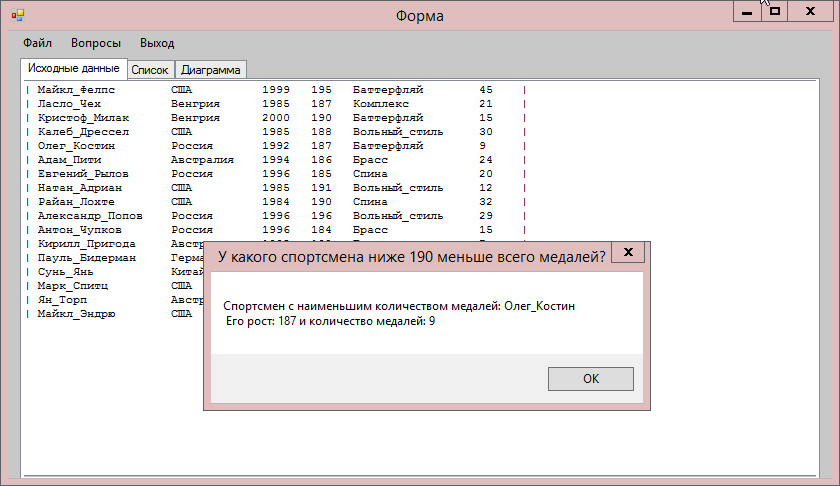 Форма
Файл Вопросы Выход
Исходные данные Список Диаграмма
| Майкл_Фелпс США 1999 195 Баттерфляй 45 |
| Ласло_Чех Венгрия 1985 187 Комплекс 21 |
| Кристоф_Милак Венгрия 2000 190 Баттерфляй 15 |
| Калеб_Дрессел США 1985 188 Вольный_стиль 30 |
| Олег_Костин Россия 1992 187 Баттерфляй 9 |
| Адам_Пити Австралия 1994 186 Брасс 24 |
| Евгений_Рылов Россия 1996 185 Спина 20 |
| Натан_Адриан США 1985 191 Вольный_стиль 12 |
| Райан_Лохте США 1984 190 Спина 32 |
| Александр_Попов Россия 1996 196 Вольный_стиль 29 |
| Антон_Чупков Россия 1996 184 Брасс 15 |
| Кирилл_Пригода Австр
| Пауль_Бидерман Герма
| Сунь_Янь Китай
| Марк_Спитц США
| Ян_Торп Австр
| Майкл_Эндрю США
У какого спортсмена ниже 190 меньше всего медалей?
Спортсмен с наименьшим количеством медалей: Олег_Костин
Его рост: 187 и количество медалей: 9
ОК